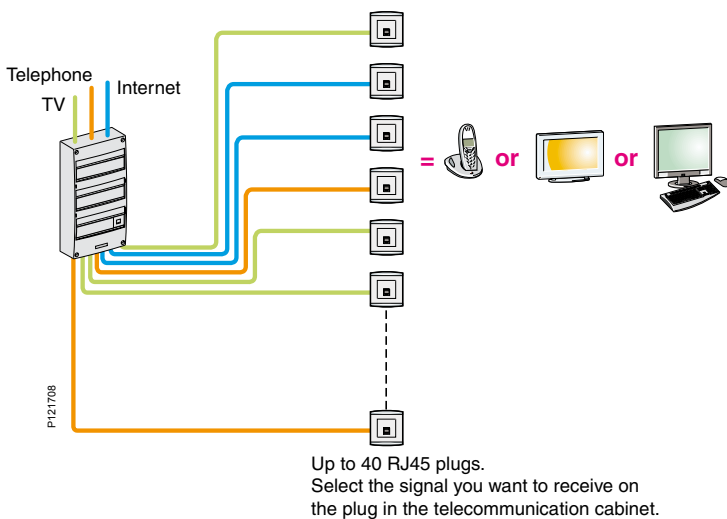 Telephone
TV
Internet
= or or
P121708
Up to 40 RJ45 plugs.
Select the signal you want to receive on
the plug in the telecommunication cabinet.